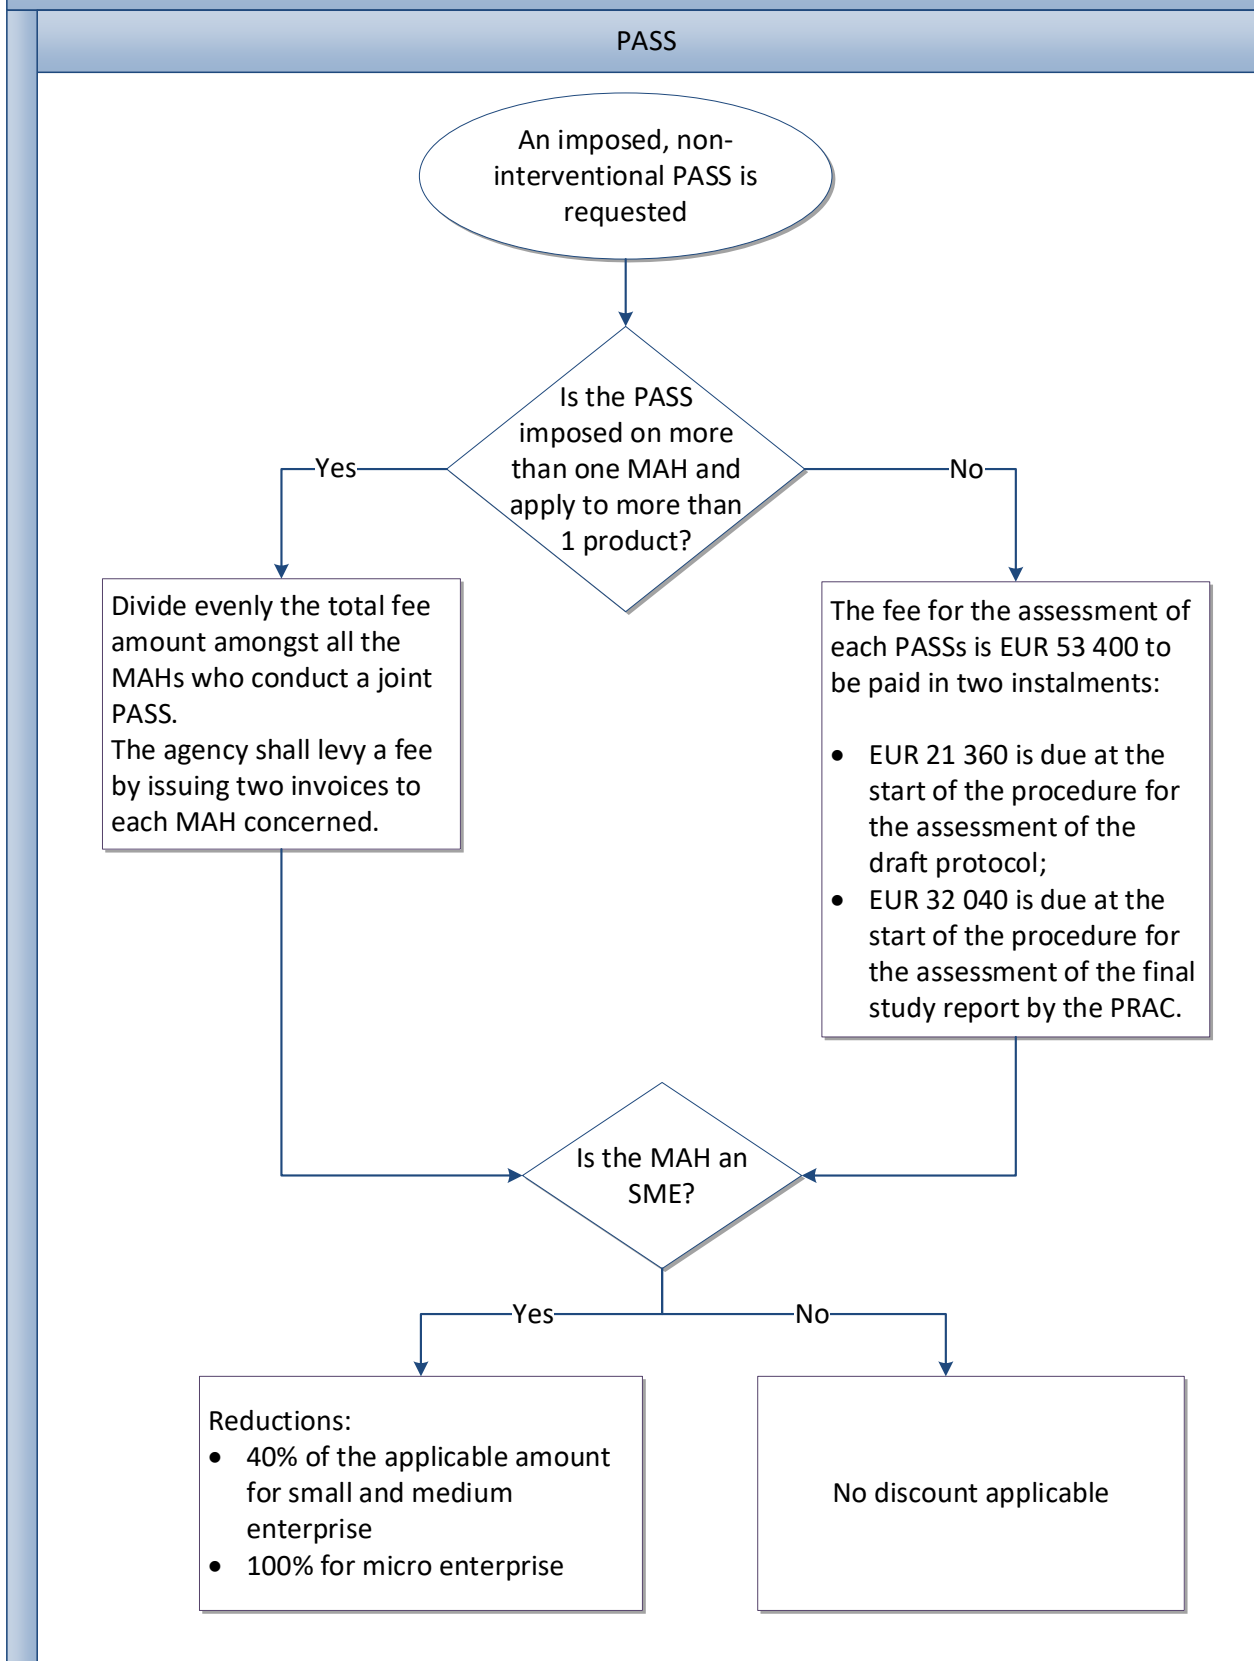 PASS
An imposed, non-
interventional PASS is
requested
Is the PASS
imposed on more
than one MAH and
apply to more than
1 product?
Yes
No
Divide evenly the total fee
amount amongst all the
MAHs who conduct a joint
PASS.
The agency shall levy a fee
by issuing two invoices to
each MAH concerned.
The fee for the assessment of
each PASSs is EUR 53 400 to
be paid in two instalments:
• EUR 21 360 is due at the
start of the procedure for
the assessment of the
draft protocol;
• EUR 32 040 is due at the
start of the procedure for
the assessment of the final
study report by the PRAC.
Is the MAH an
SME?
Yes
No
Reductions:
• 40% of the applicable amount
for small and medium
enterprise
• 100% for micro enterprise
No discount applicable